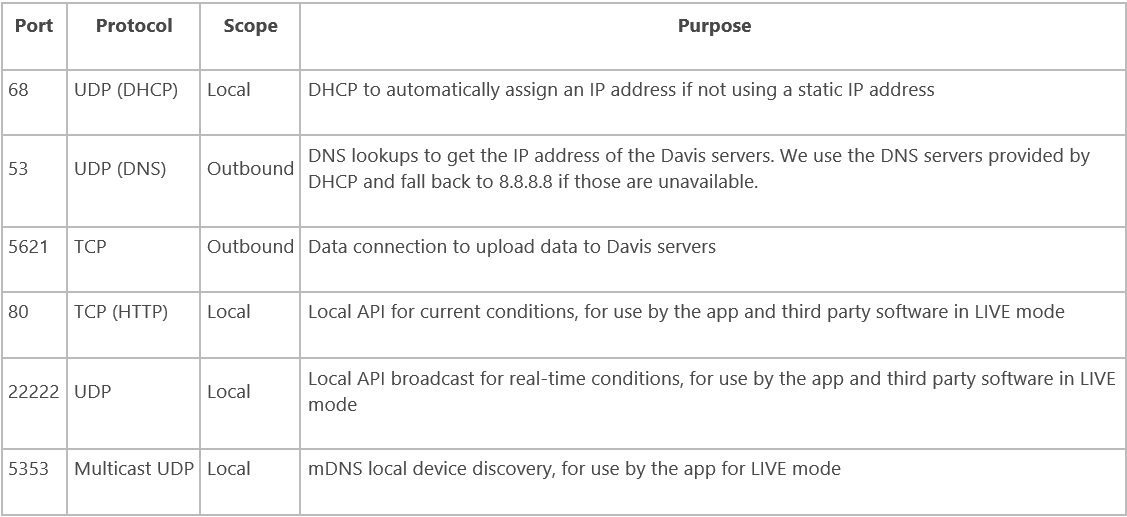 Port Protocol Scope Purpose
68 UDP (DHCP) Local DHCP to automatically assign an IP address if not using a static IP address
53 UDP (DNS) Outbound DNS lookups to get the IP address of the Davis servers. We use the DNS servers provided by
DHCP and fall back to 8.8.8.8 if those are unavailable.
5621 TCP Outbound Data connection to upload data to Davis servers
80 TCP (HTTP) Local Local API for current conditions, for use by the app and third party software in LIVE mode
22222 UDP Local Local API broadcast for real-time conditions, for use by the app and third party software in LIVE
mode
5353 Multicast UDP Local mDNS local device discovery, for use by the app for LIVE mode